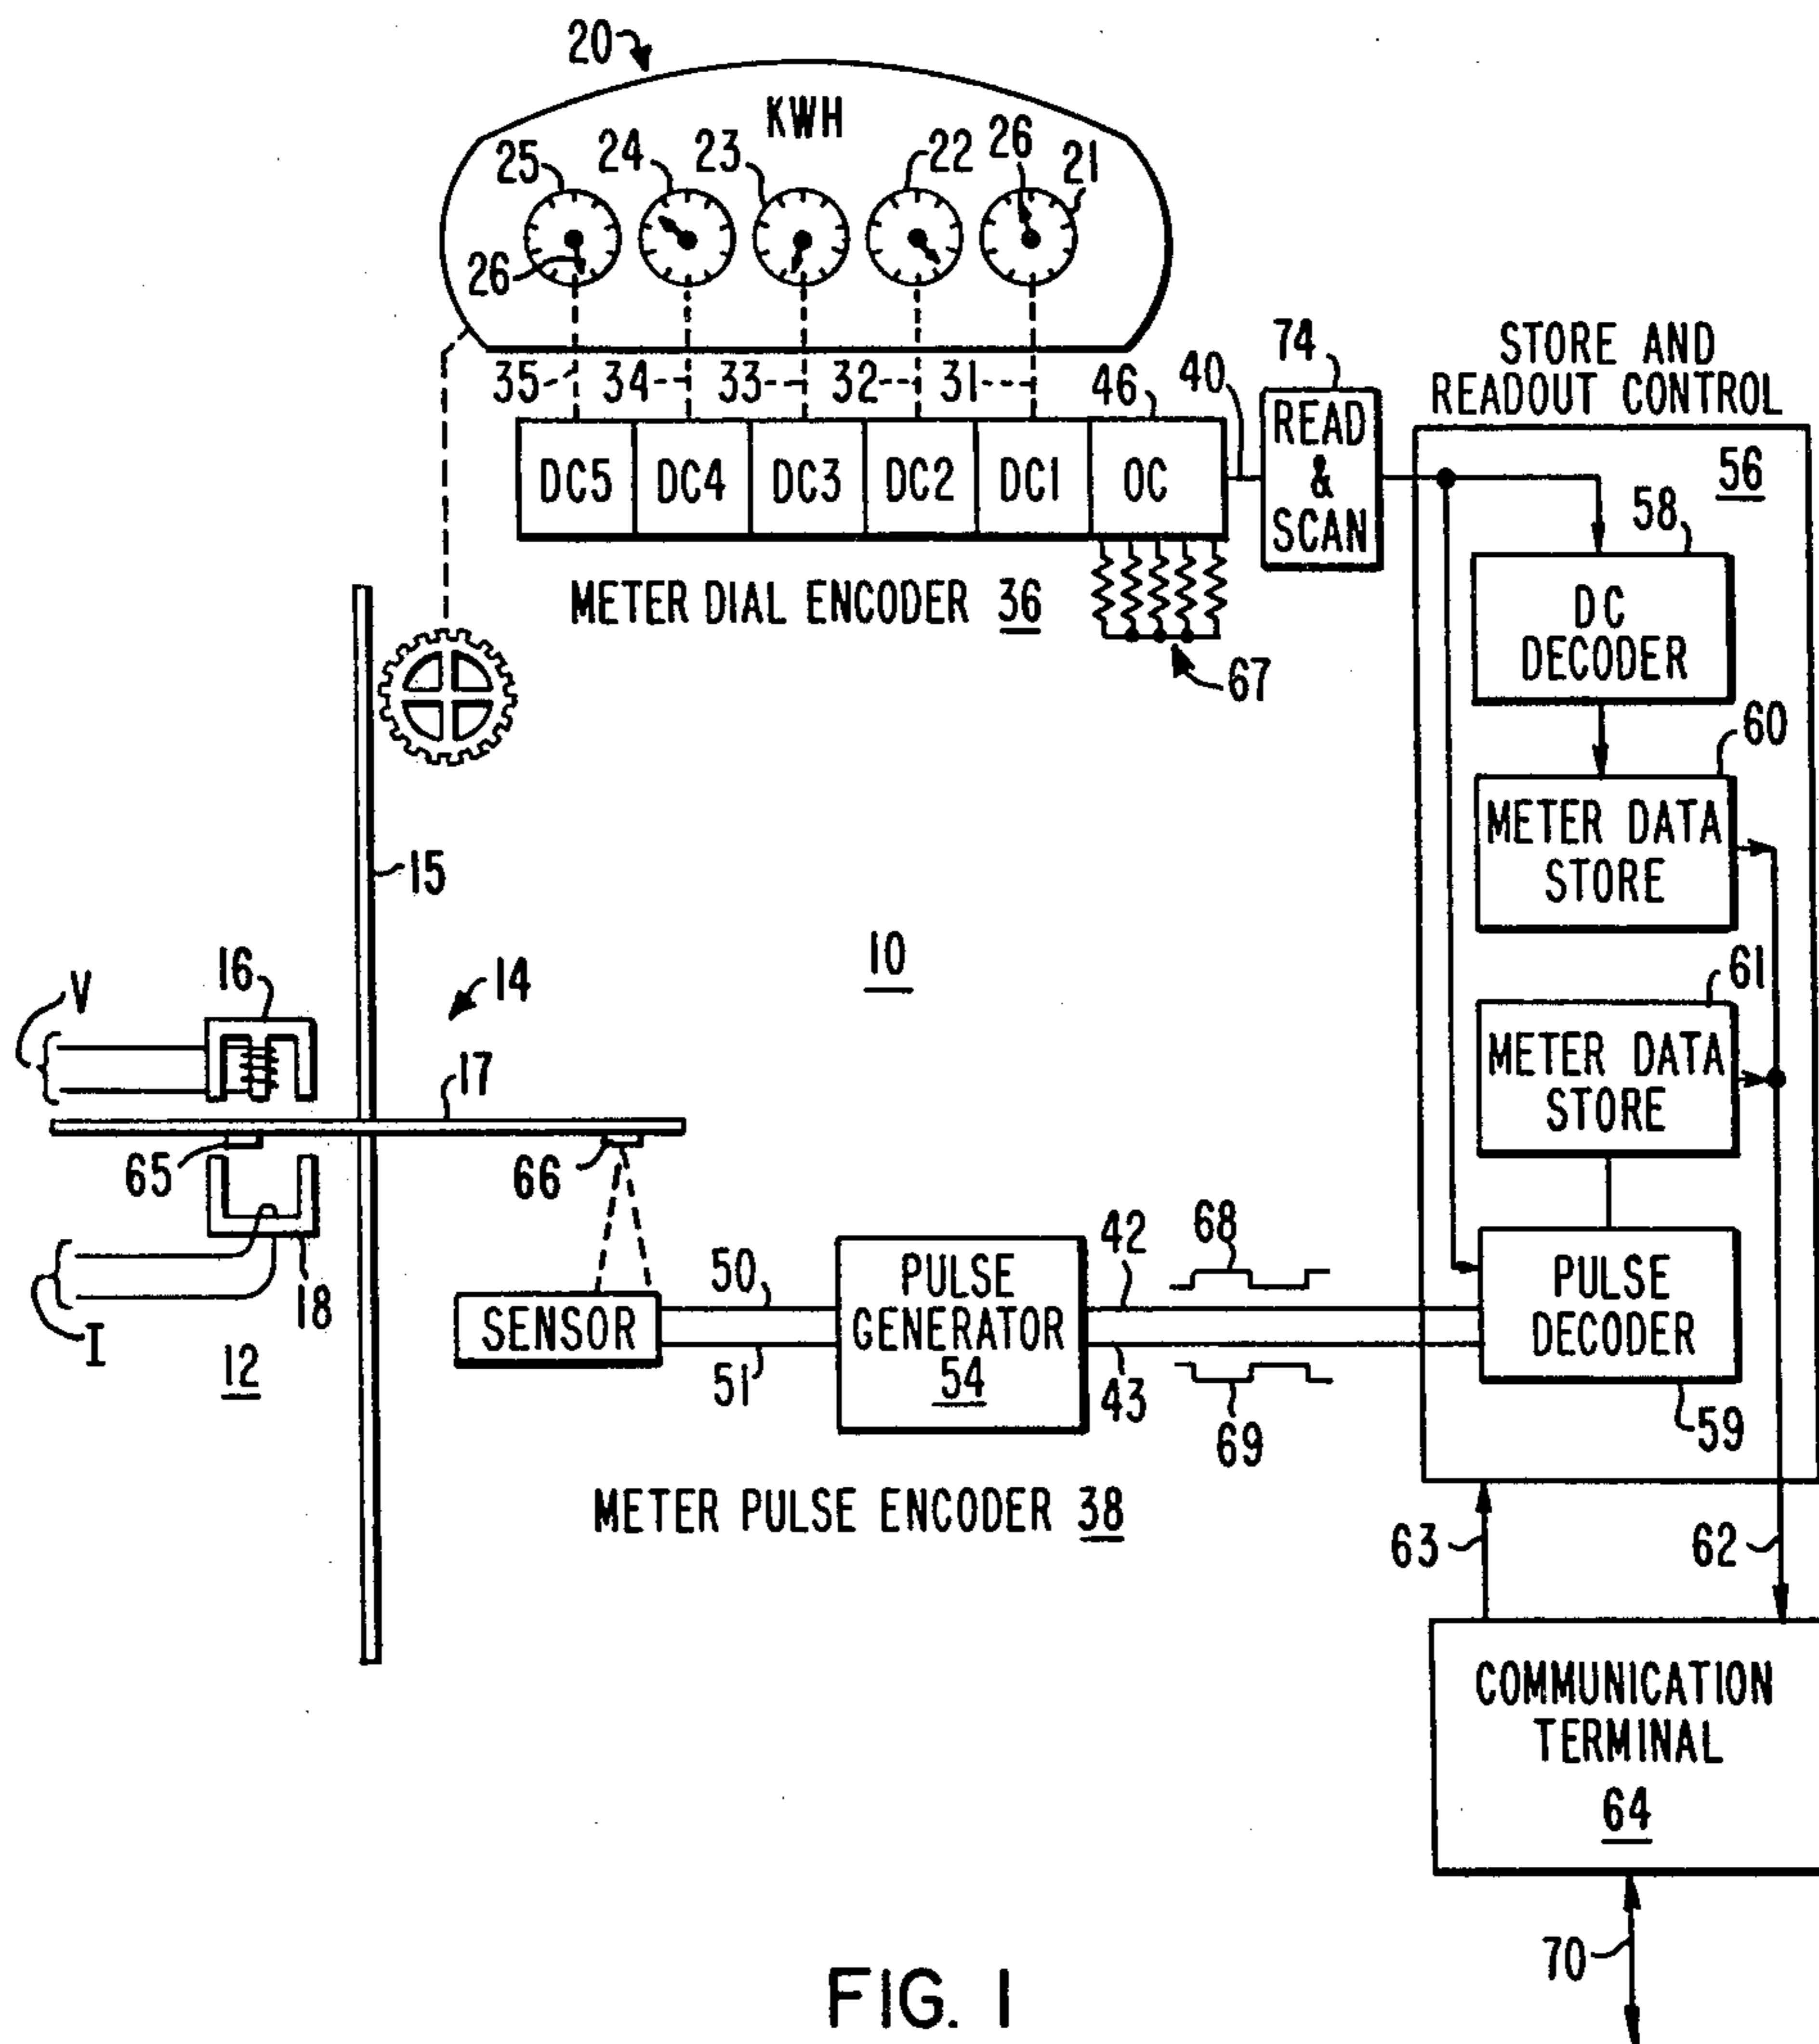 20
KWH
25 24 23 22 26 21
26
35 34 33 32 31 46 40 74
STORE AND
READOUT CONTROL
DC5 DC4 DC3 DC2 DC1 OC
READ
&
SCAN
56
58
METER DIAL ENCODER 36
67
DC
DECODER
60
METER DATA
STORE
15
10
61
V
16
14
METER DATA
STORE
17
65
66
I
18
12
SENSOR
50
51
PULSE
GENERATOR
54
42
43
68
69
PULSE
DECODER
59
METER PULSE ENCODER 38
63
62
COMMUNICATION
TERMINAL
64
70
FIG. 1